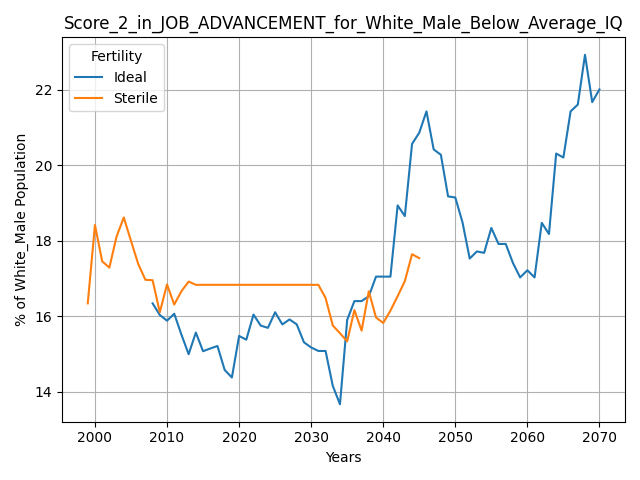 Score_2_in_JOB_ADVANCEMENT_for_White_Male_Below_Average_IQ
Fertility
Ideal
Sterile
% of White_Male Population
22
20
18
16
14
2000 2010 2020 2030 2040 2050 2060 2070
Years